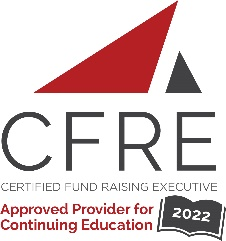 CFRE
CERTIFIED FUND RAISING EXECUTIVE
Approved Provider for
Continuing Education
2022